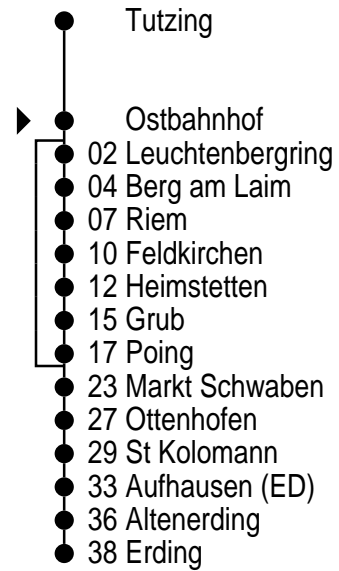 Tutzing
Ostbahnhof
02 Leuchtenbergring
04 Berg am Laim
07 Riem
10 Feldkirchen
12 Heimstetten
15 Grub
17 Poing
23 Markt Schwaben
27 Ottenhofen
29 St Kolomann
33 Aufhausen (ED)
36 Altenerding
38 Erding